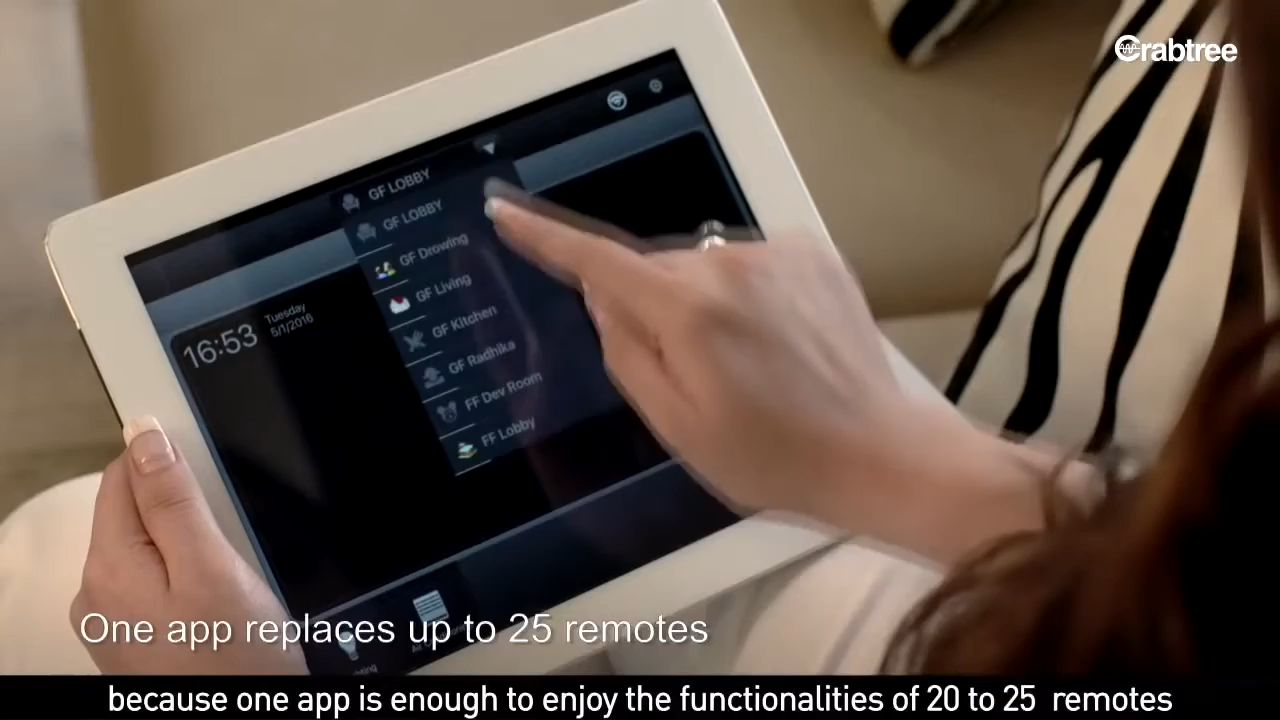 Crabtree
GF LOBBY
GF LOBBY
GF Drowing
GF Living
GF Kitchen
GF Radhika
FF Dev Room
FF Lobby
16:53
Tuesday
5/1/2016
One app replaces up to 25 remotes
because one app is enough to enjoy the functionalities of 20 to 25 remotes